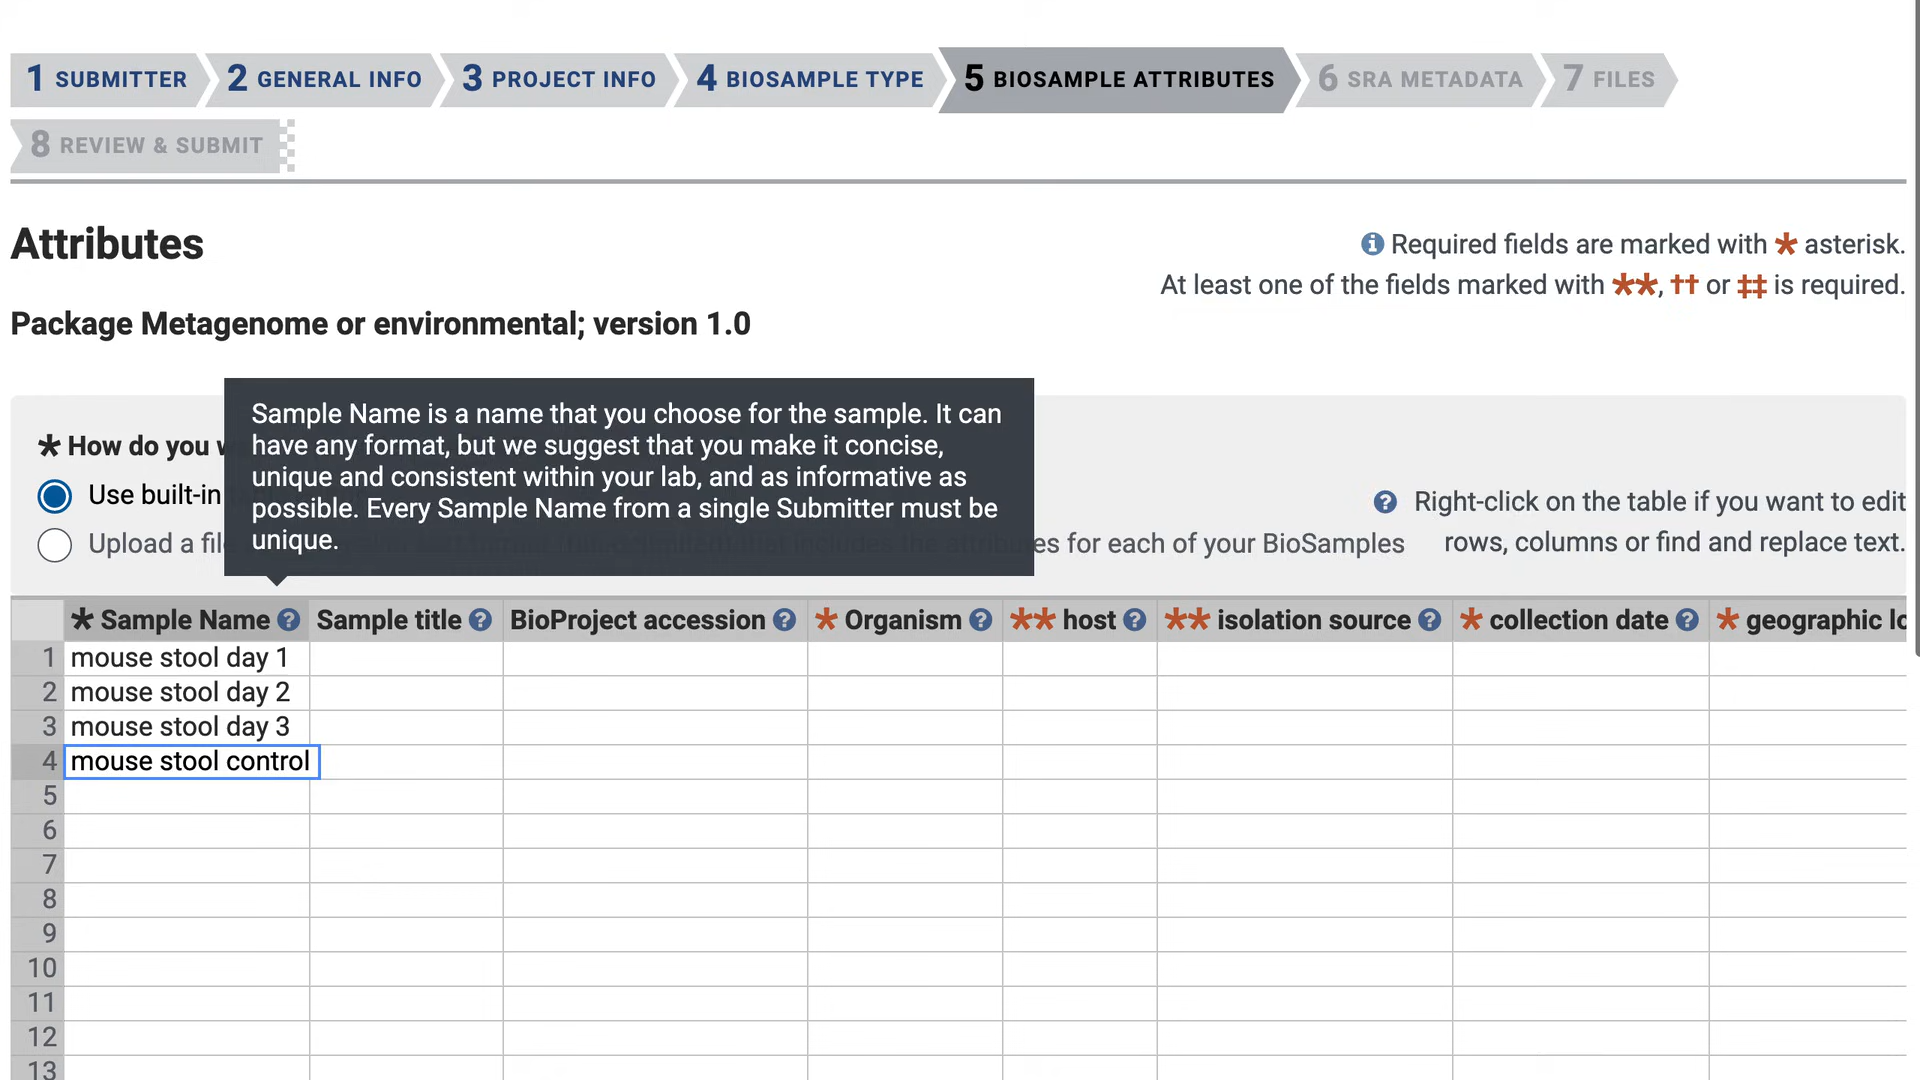 1 SUBMITTER 2 GENERAL INFO 3 PROJECT INFO 4 BIOSAMPLE TYPE 5 BIOSAMPLE ATTRIBUTES 6 SRA METADATA 7 FILES
8 REVIEW & SUBMIT
Attributes
Required fields are marked with * asterisk.
At least one of the fields marked with **, †† or ‡‡ is required.
Package Metagenome or environmental; version 1.0
Sample Name is a name that you choose for the sample. It can
have any format, but we suggest that you make it concise,
unique and consistent within your lab, and as informative as
possible. Every Sample Name from a single Submitter must be
unique.
* How do you
Use built-in
Upload a es for each of your BioSamples
Right-click on the table if you want to edit
rows, columns or find and replace text.
* Sample Name ? Sample title ? BioProject accession ? * Organism ? ** host ? ** isolation source ? * collection date ? * geographic lo
1 mouse stool day 1
2 mouse stool day 2
3 mouse stool day 3
4 mouse stool control
5
6
7
8
9
10
11
12
13